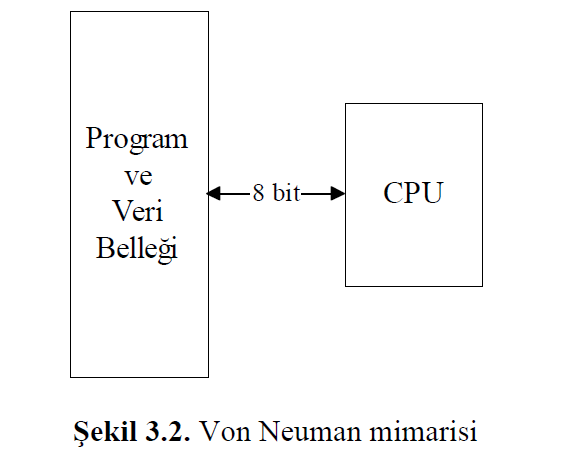 Program
ve
Veri
Belleği
8 bit
CPU
Şekil 3.2. Von Neuman mimarisi